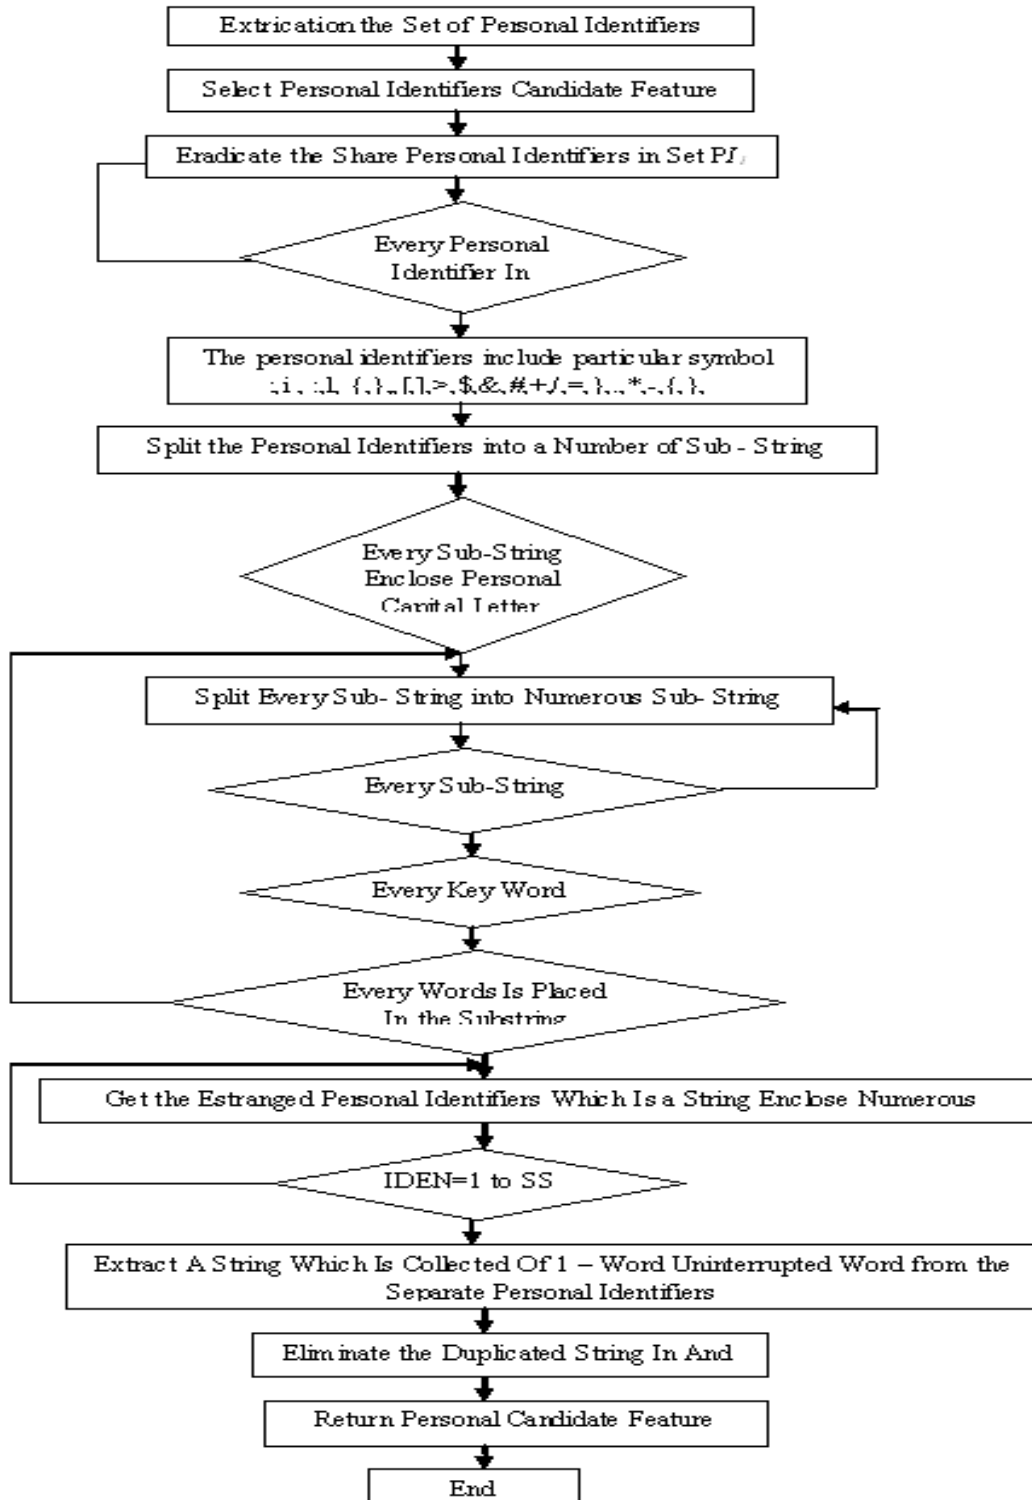 Extrication the Set of Personal Identifiers
Select Personal Identifiers Candidate Feature
Eradicate the Share Personal Identifiers in Set PI
Every Personal
Identifier In
The personal identifiers include particular symbol
:,i , :,l, {,},,[,],>,$,&,#,+,/,=,},..,*,-,{,},
Split the Personal Identifiers into a Number of Sub - String
Every Sub-String
Enclose Personal
Capital Letter
Split Every Sub- String into Numerous Sub- String
Every Sub-String
Every Key Word
Every Words Is Placed
In the Substring
Get the Estranged Personal Identifiers Which Is a String Enclose Numerous
IDEN=1 to SS
Extract A String Which Is Collected Of 1 – Word Uninterrupted Word from the
Separate Personal Identifiers
Eliminate the Duplicated String In And
Return Personal Candidate Feature
End